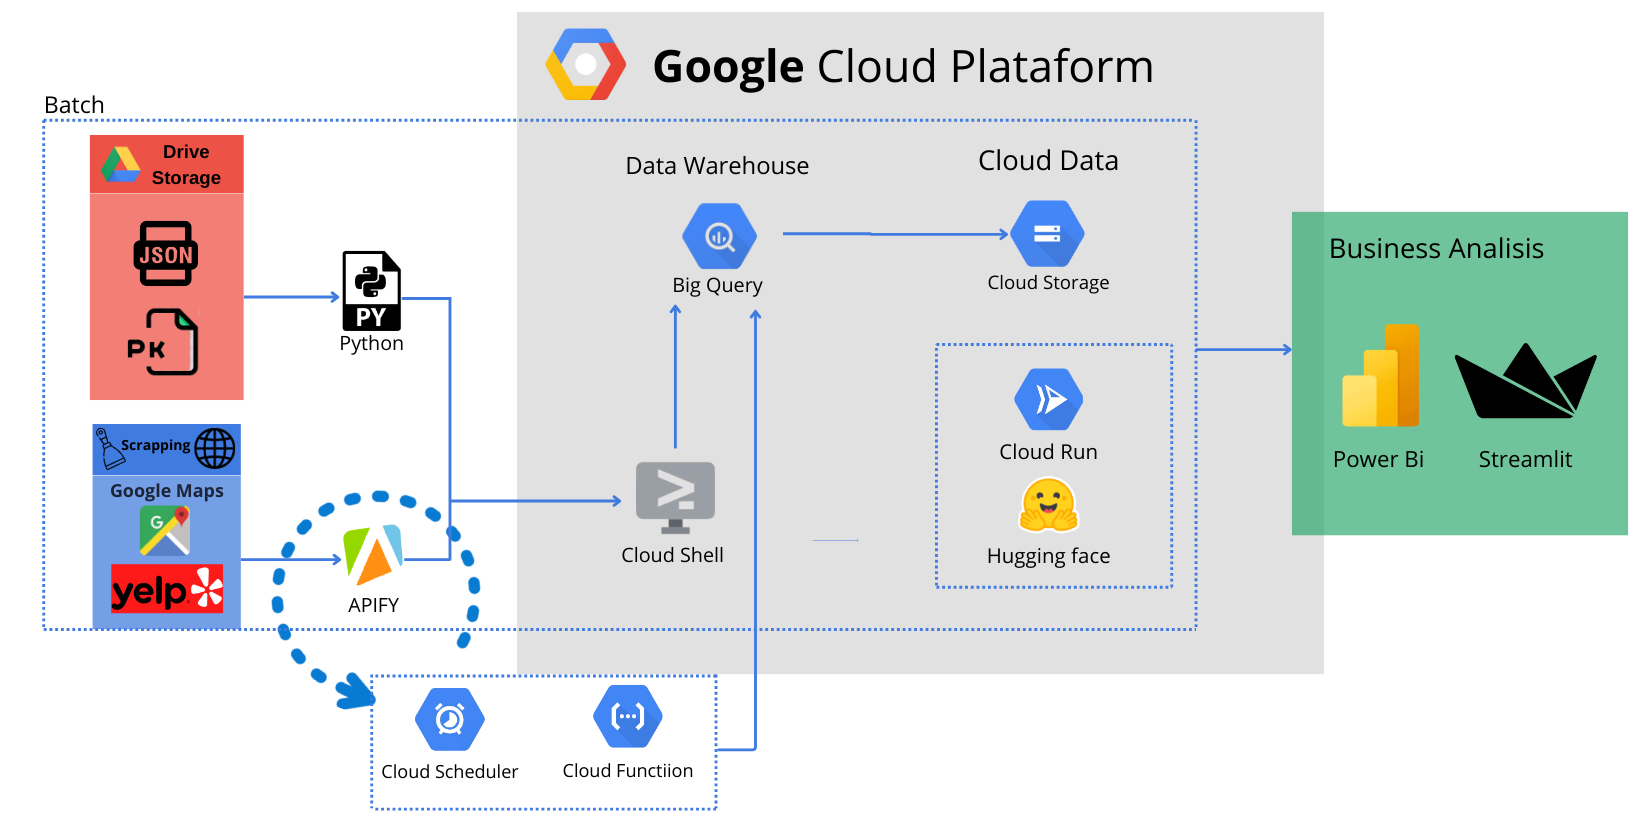 Google Cloud Plataform
Batch
Drive
Storage
JSON
PK
PY
Python
Scrapping
Google Maps
G
yelp
APIFY
Data Warehouse
Big Query
Cloud Data
Cloud Storage
Cloud Shell
Cloud Run
Hugging face
Business Analisis
Power Bi
Streamlit
Cloud Scheduler
Cloud Functiion